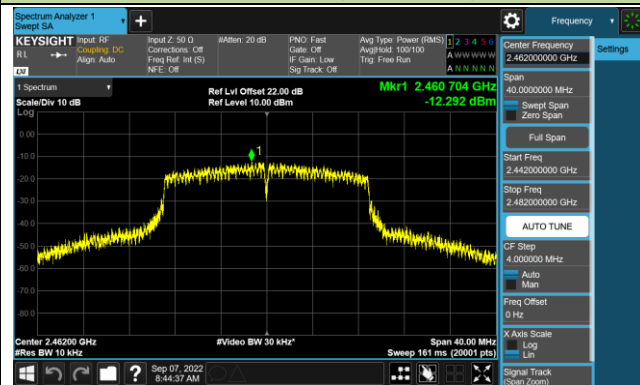 Spectrum Analyzer 1
Swept SA
+
Frequency
KEYSIGHT
Input: RF
Input Z: 50 Ω
#Atten: 20 dB
PNO: Fast
Avg Type: Power (RMS)
1 2 3 4 5 6
RL
Coupling: DC
Corrections: Off
Gate: Off
Avg|Hold: 100/100
A W W W W W
Align: Auto
Freq Ref: Int (S)
IF Gain: Low
Trig: Free Run
LXI
NFE: Off
Sig Track: Off
A N N N N N
1 Spectrum
Ref Lvl Offset 22.00 dB
Mkr1 2.460 704 GHz
Scale/Div 10 dB
Ref Level 10.00 dBm
-12.292 dBm
Log
0.00
-10.0
-20.0
-30.0
-40.0
-50.0
-60.0
-70.0
-80.0
1
Center 2.46200 GHz
#Video BW 30 kHz*
Span 40.00 MHz
#Res BW 10 kHz
Sweep 161 ms (20001 pts)
?
Sep 07, 2022
8:44:37 AM
Center Frequency
2.462000000 GHz
Settings
Span
40.0000000 MHz
Swept Span
Zero Span
Full Span
Start Freq
2.442000000 GHz
Stop Freq
2.482000000 GHz
AUTO TUNE
CF Step
4.000000 MHz
Auto
Man
Freq Offset
0 Hz
X Axis Scale
Log
Lin
Signal Track
(Span Zoom)